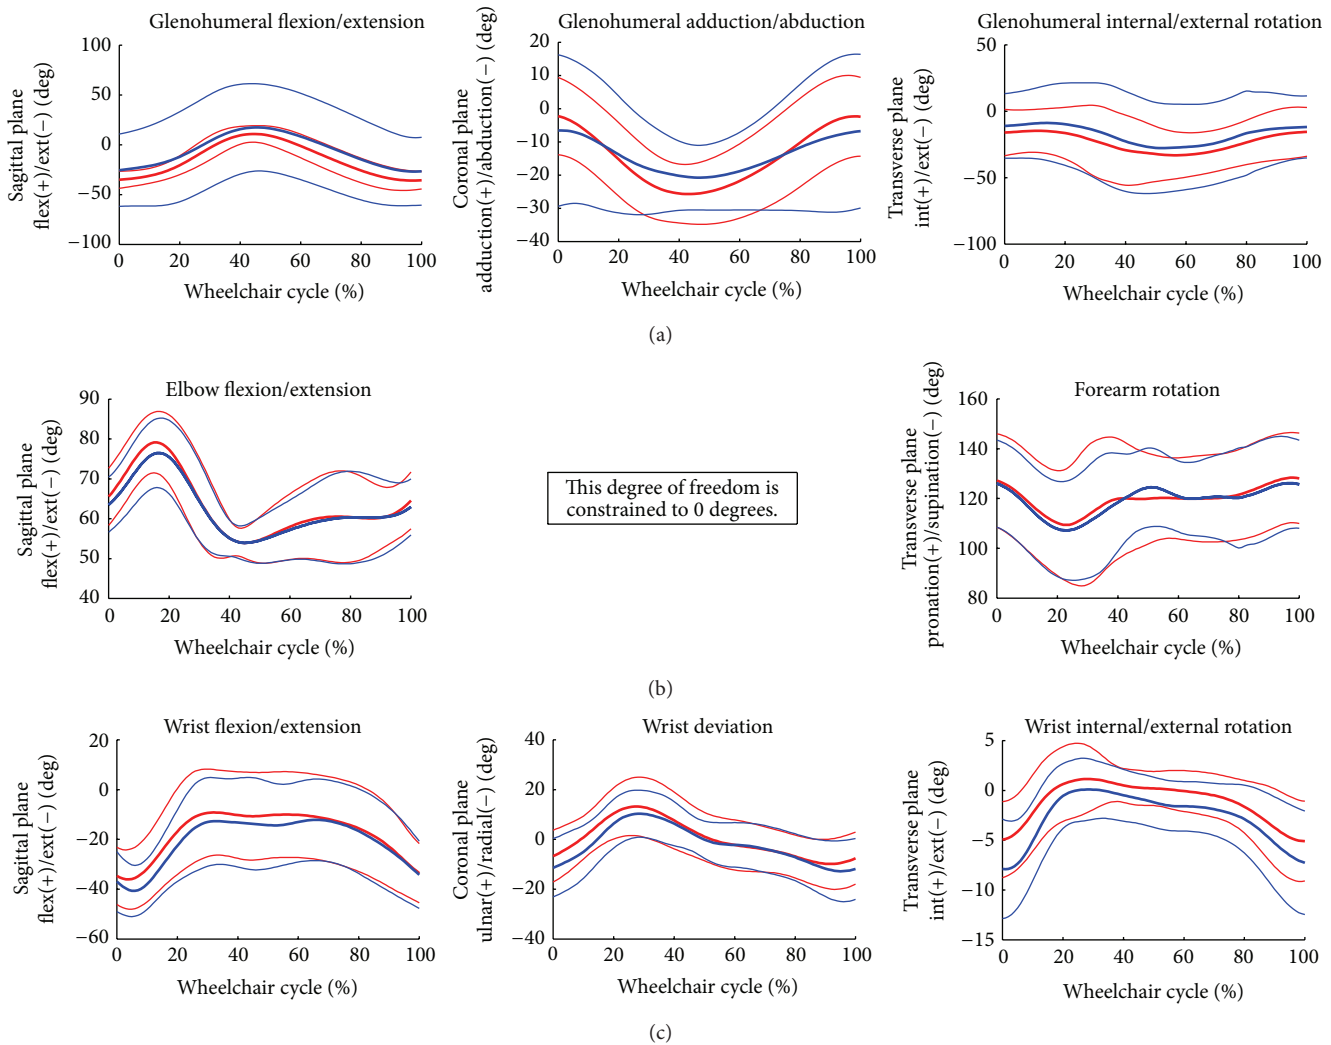 Glenohumeral flexion/extension
Sagittal plane
flex(+)/ext(−) (deg)
100
50
0
−50
−100
0 20 40 60 80 100
Wheelchair cycle (%)
Glenohumeral adduction/abduction
Coronal plane
adduction(+)/abduction(−) (deg)
20
10
0
−10
−20
−30
−40
0 20 40 60 80 100
Wheelchair cycle (%)
Glenohumeral internal/external rotation
Transverse plane
int(+)/ext(−) (deg)
50
0
−50
−100
0 20 40 60 80 100
Wheelchair cycle (%)
(a)
Elbow flexion/extension
Sagittal plane
flex(+)/ext(−) (deg)
90
80
70
60
50
40
0 20 40 60 80 100
Wheelchair cycle (%)
This degree of freedom is
constrained to 0 degrees.
Forearm rotation
Transverse plane
pronation(+)/supination(−) (deg)
160
140
120
100
80
0 20 40 60 80 100
Wheelchair cycle (%)
(b)
Wrist flexion/extension
Sagittal plane
flex(+)/ext(−) (deg)
20
0
−20
−40
−60
0 20 40 60 80 100
Wheelchair cycle (%)
Wrist deviation
Coronal plane
ulnar(+)/radial(−) (deg)
40
20
0
−20
−40
0 20 40 60 80 100
Wheelchair cycle (%)
Wrist internal/external rotation
Transverse plane
int(+)/ext(−) (deg)
5
0
−5
−10
−15
0 20 40 60 80 100
Wheelchair cycle (%)
(c)